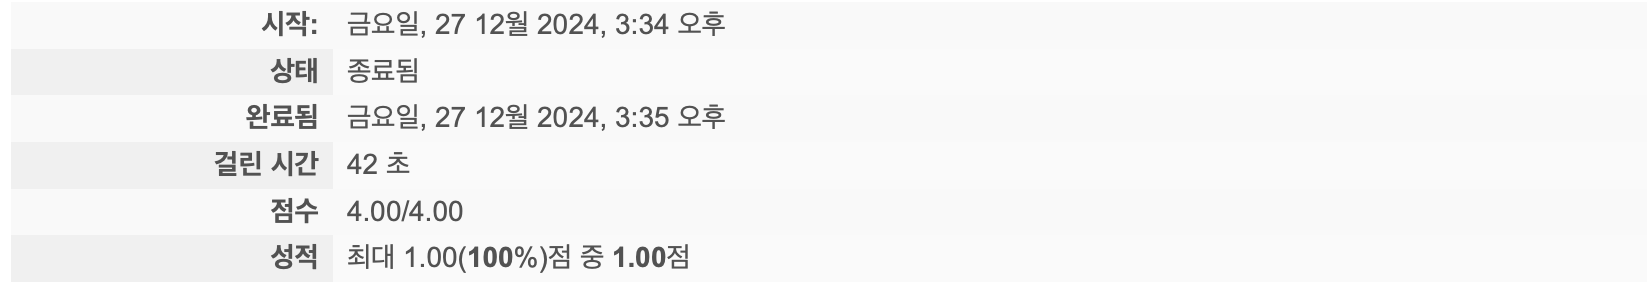 시작: 금요일, 27 12월 2024, 3:34 오후
상태 종료됨
완료됨 금요일, 27 12월 2024, 3:35 오후
걸린 시간 42 초
점수 4.00/4.00
성적 최대 1.00(100%)점 중 1.00점